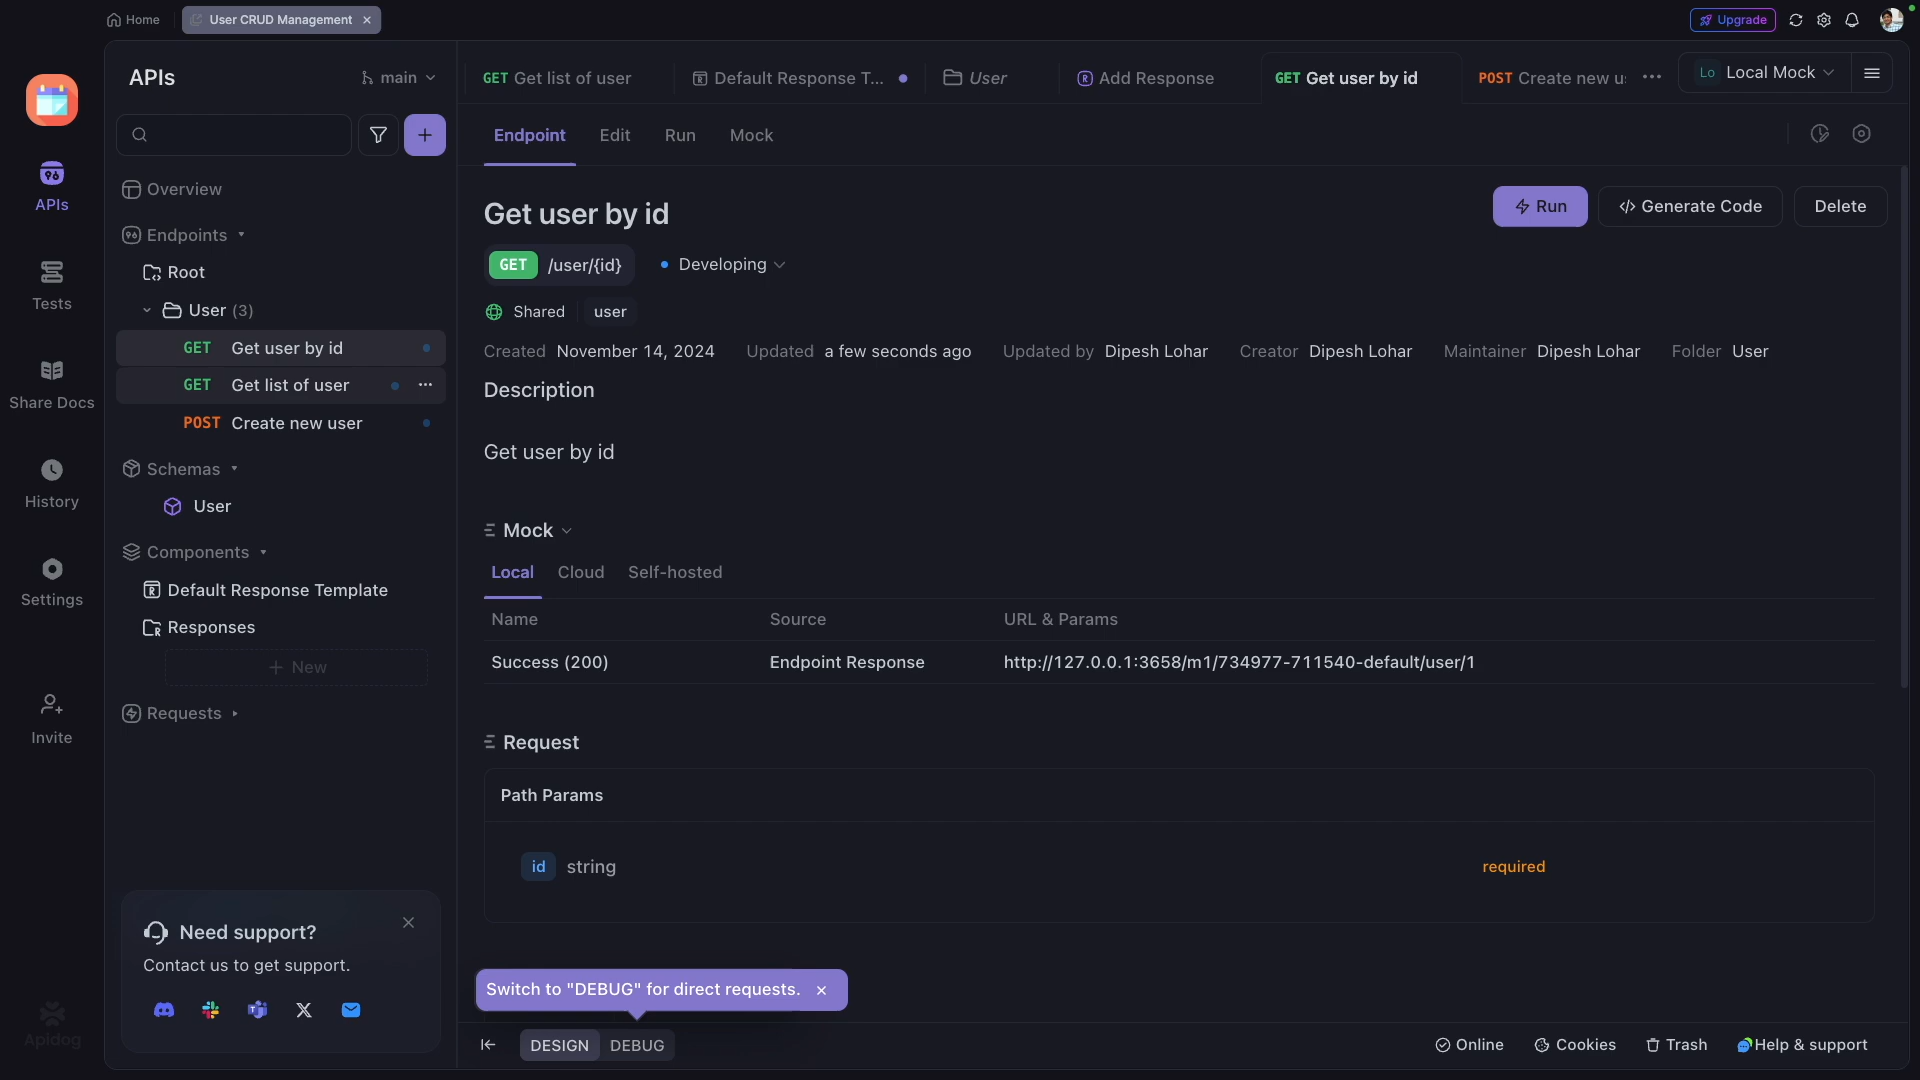 Home
User CRUD Management
Upgrade
APIs
main
GET Get list of user
Default Response T...
User
Add Response
GET Get user by id
POST Create new u
Lo Local Mock
Endpoint
Edit
Run
Mock
APIs
Tests
Share Docs
History
Settings
Invite
Apidog
Overview
Endpoints
Root
User (3)
GET Get user by id
GET Get list of user
POST Create new user
Schemas
User
Components
Default Response Template
Responses
New
Requests
Need support?
Contact us to get support.
Get user by id
Run
Generate Code
Delete
GET /user/{id}
Developing
Shared
user
Created November 14, 2024
Updated a few seconds ago
Updated by Dipesh Lohar
Creator Dipesh Lohar
Maintainer Dipesh Lohar
Folder User
Description
Get user by id
Mock
Local
Cloud
Self-hosted
Name
Source
URL & Params
Success (200)
Endpoint Response
http://127.0.0.1:3658/m1/734977-711540-default/user/1
Request
Path Params
id string
required
Switch to "DEBUG" for direct requests.
DESIGN
DEBUG
Online
Cookies
Trash
Help & support